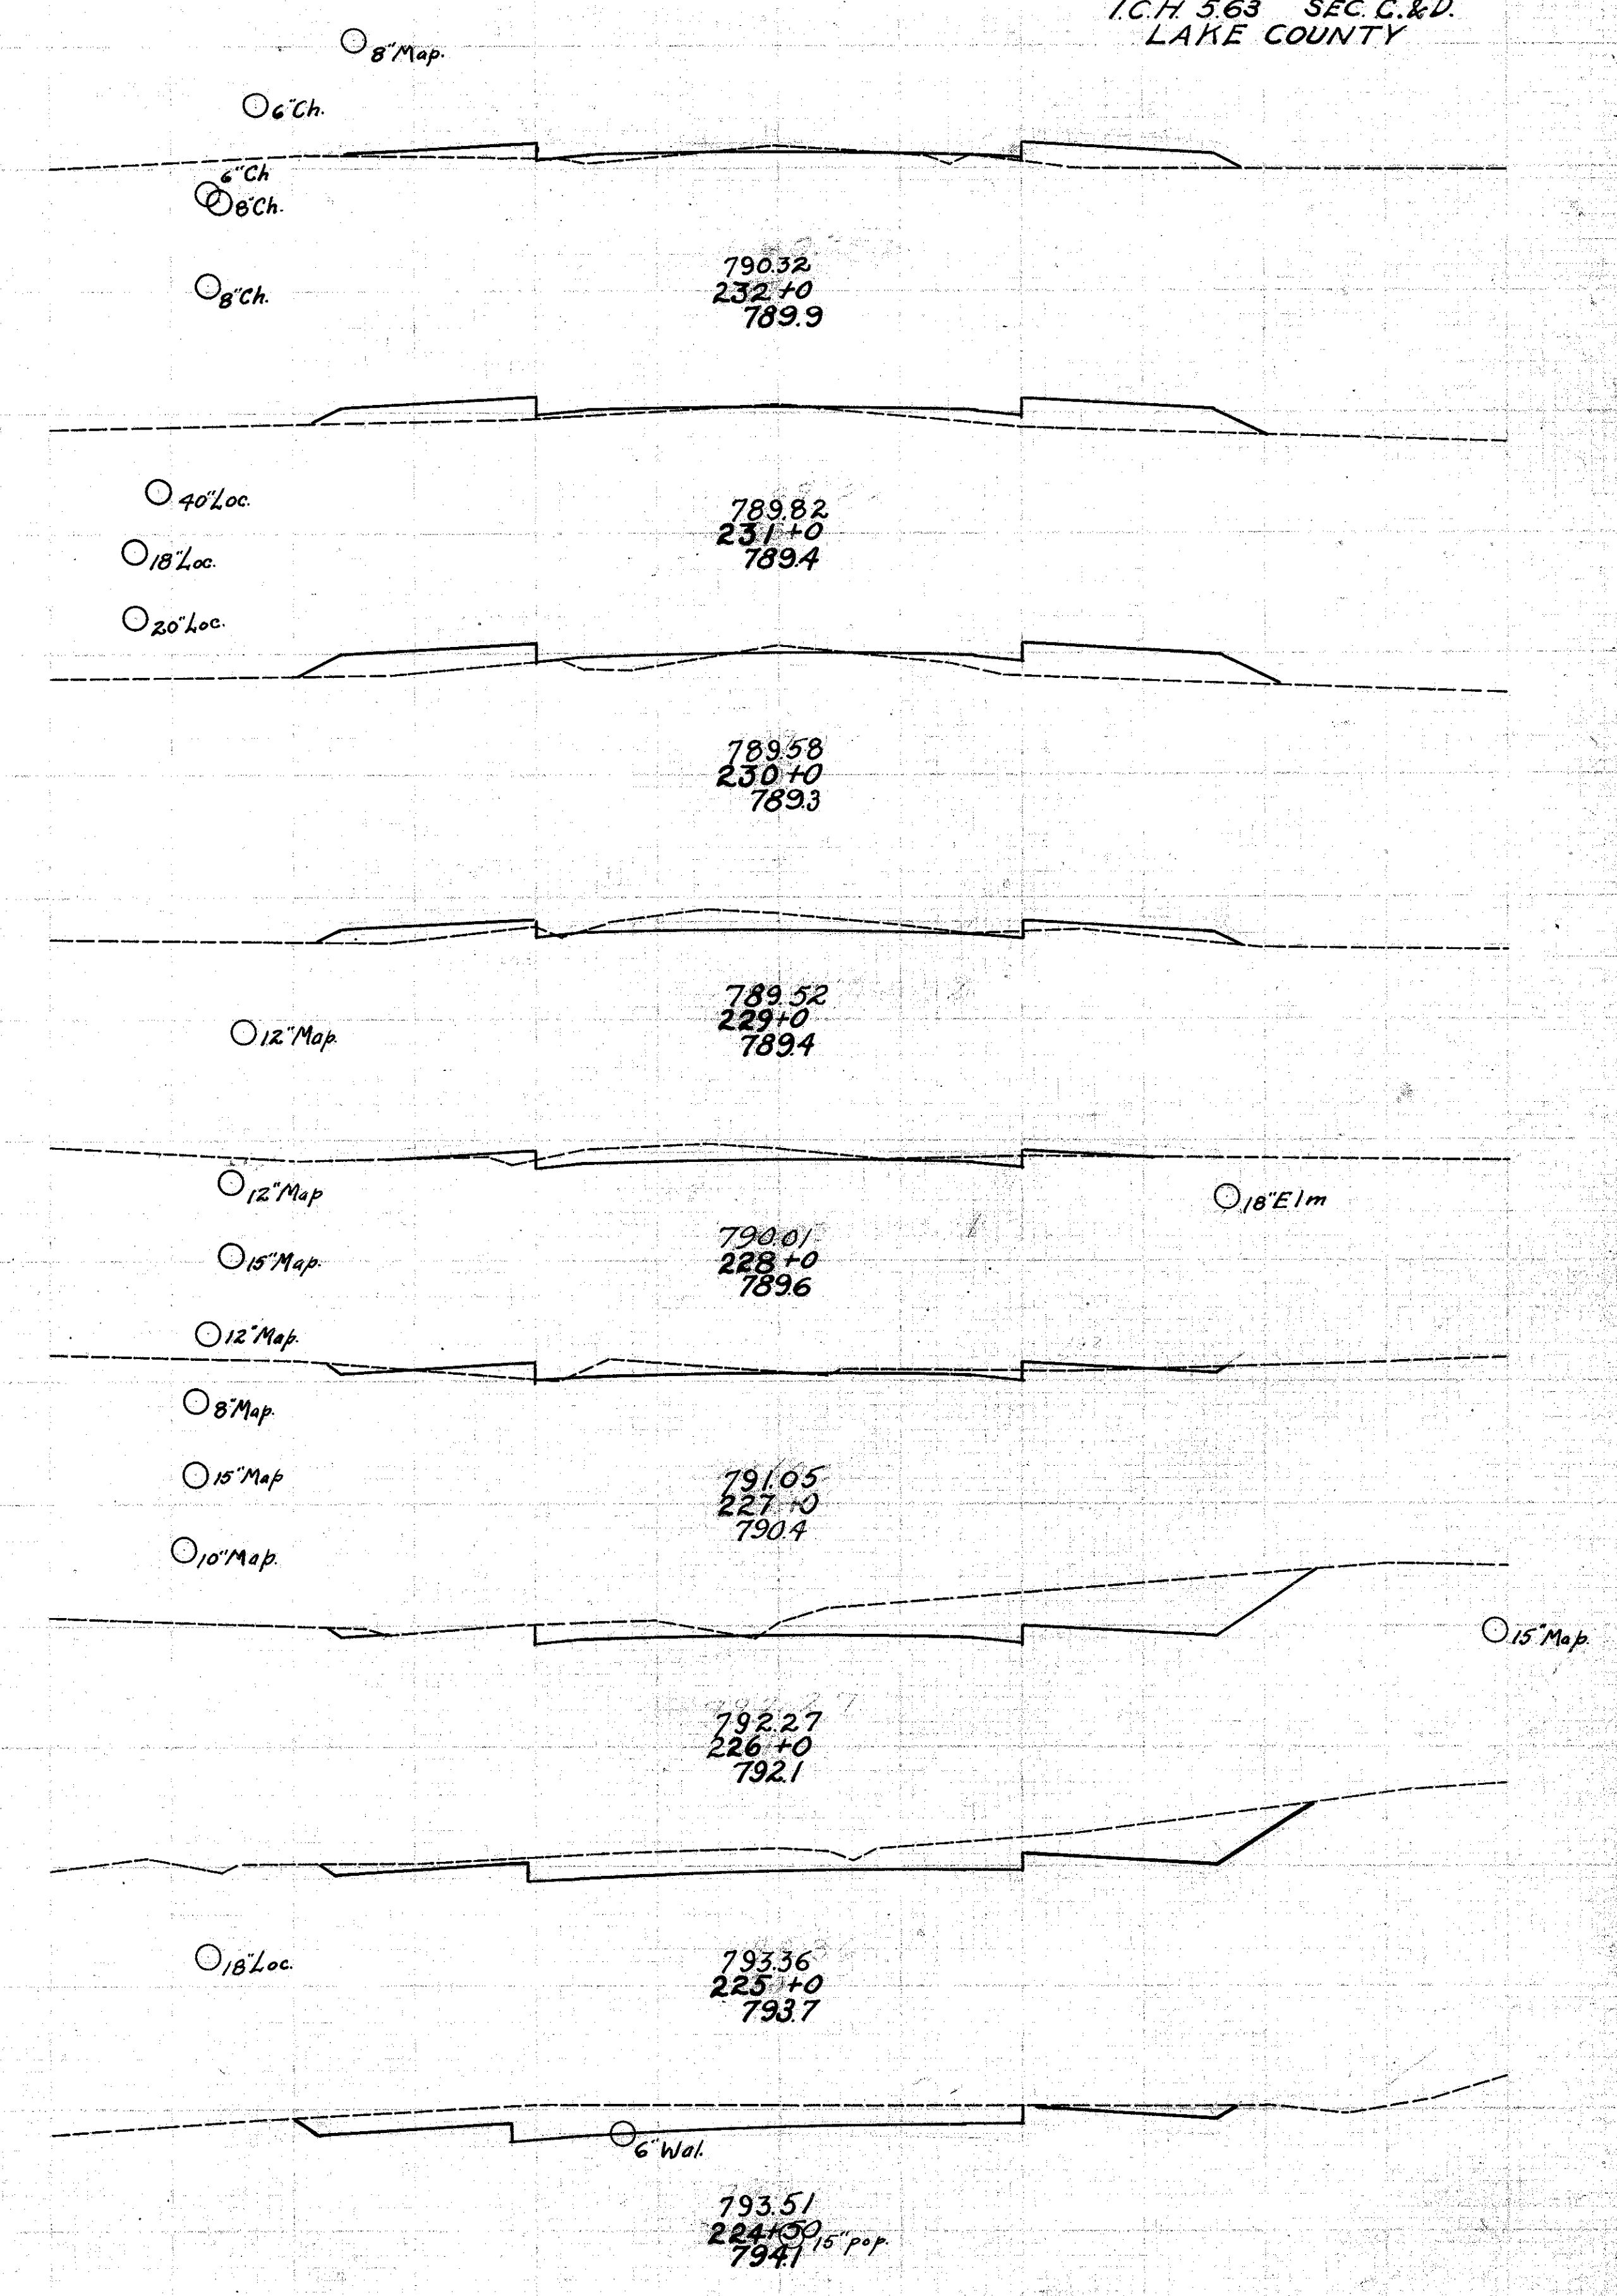 I.C.H. 563 SEC. C.&D.
LAKE COUNTY
8"Map.
6"Ch.
6"Ch
8"Ch.
8"Ch.
790.32
232+0
789.9
40"Loc.
789.82
231+0
789.4
18"Loc.
20"Loc.
789.58
230+0
789.3
789.52
229+0
789.4
12"Map.
12"Map
18"Elm
790.01
228+0
789.6
15"Map.
12"Map.
8"Map.
15"Map
791.05
227+0
790.4
10"Map.
15"Map.
792.27
226+0
792.1
18"Loc.
793.36
225+0
793.7
6"Wal.
793.51
224+50
15"pop.
794.1